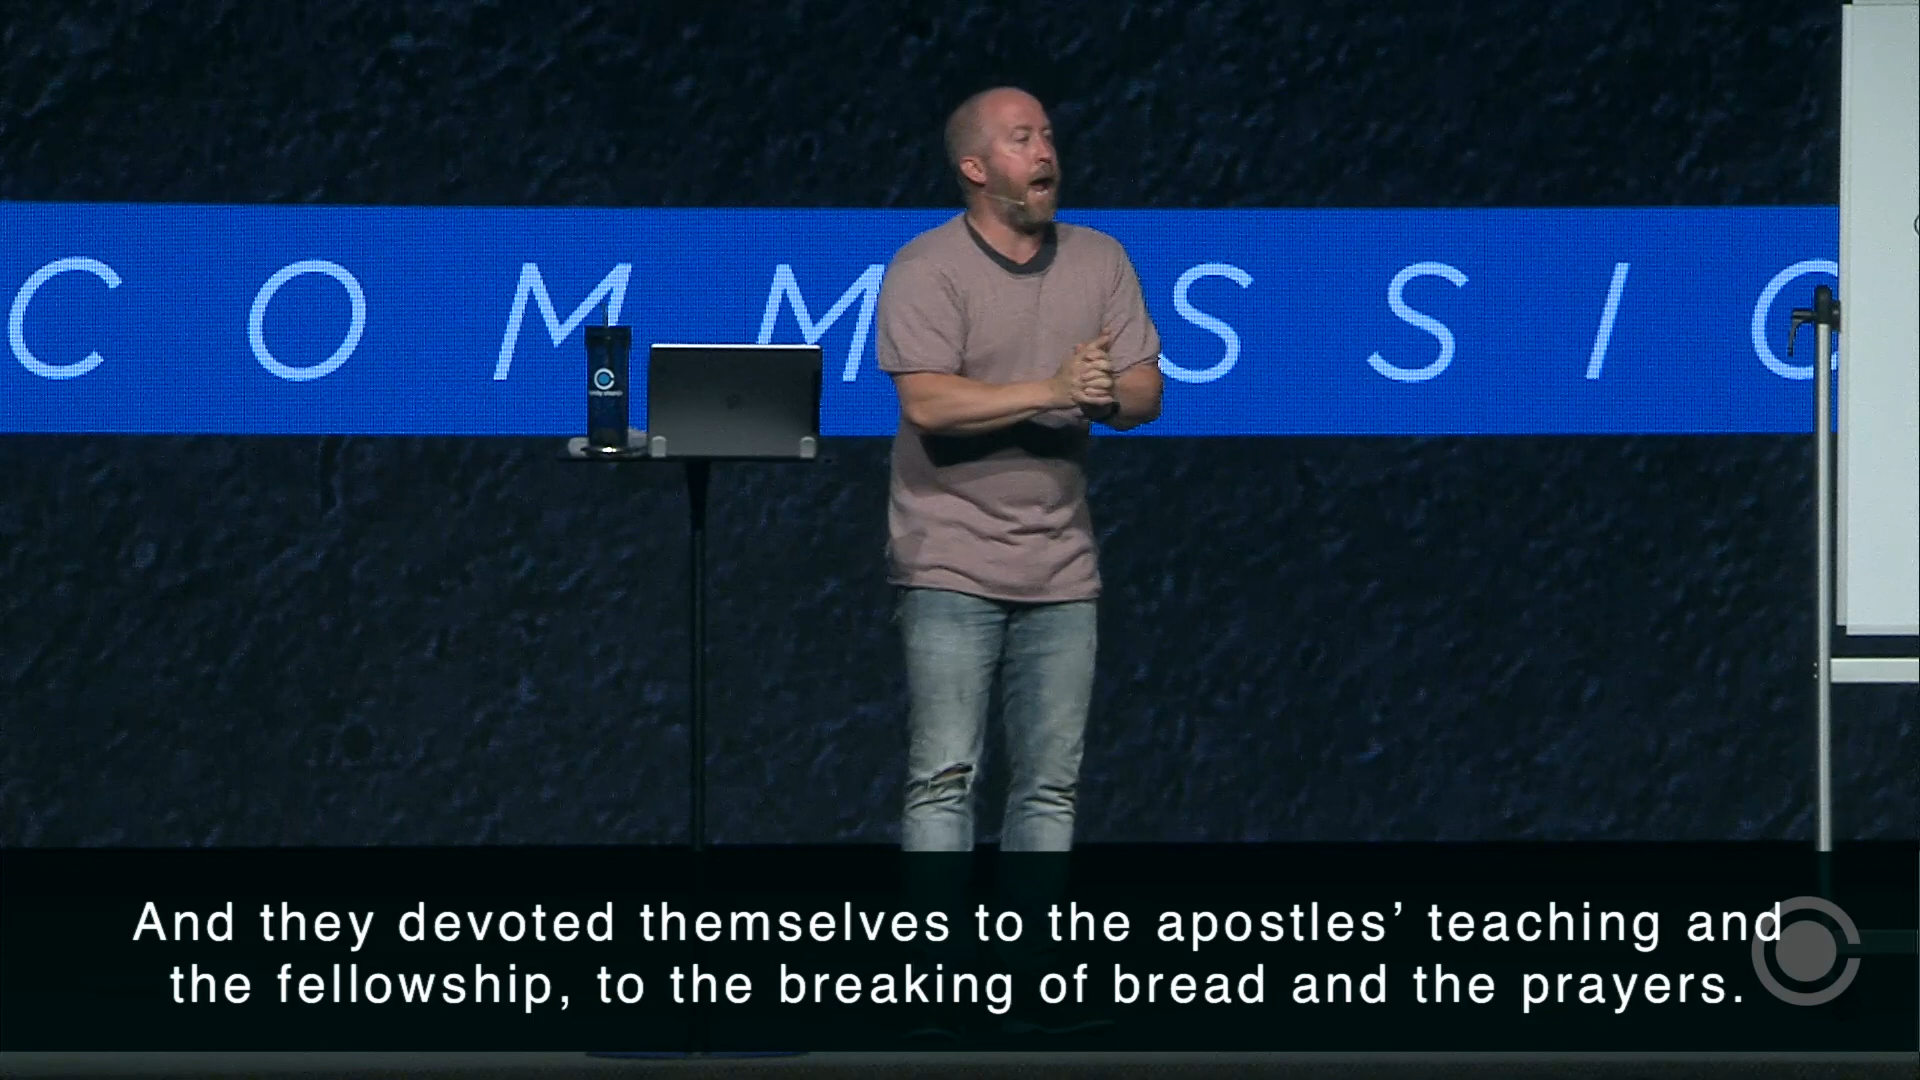 COMMISSIO
And they devoted themselves to the apostles’ teaching and
the fellowship, to the breaking of bread and the prayers.